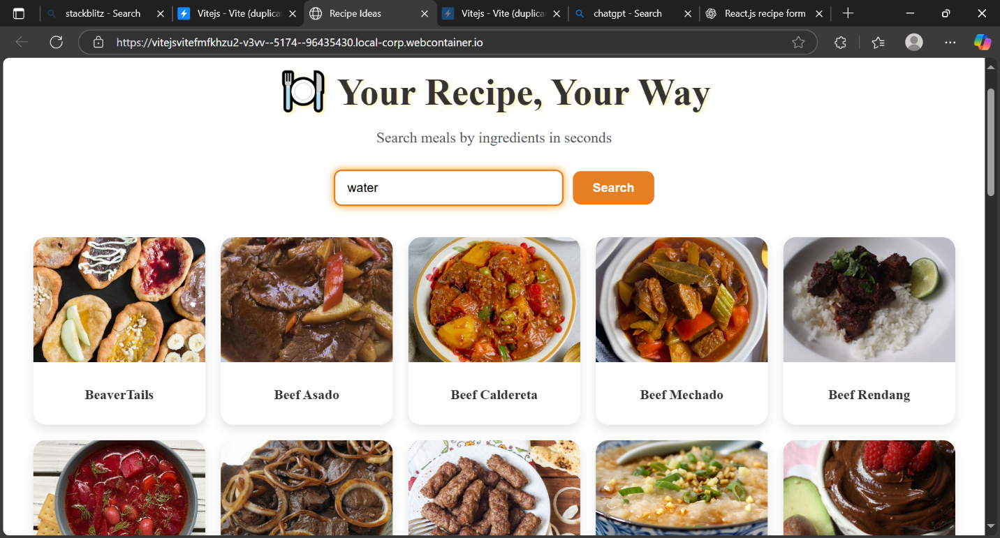 stackblitz - Search
Vitejs - Vite (duplica
Recipe Ideas
Vitejs - Vite (duplica
chatgpt - Search
React.js recipe form
https://vitejsvitefmfkhzu2-v3vv--5174--96435430.local-corp.webcontainer.io
Your Recipe, Your Way
Search meals by ingredients in seconds
water
Search
BeaverTails
Beef Asado
Beef Caldereta
Beef Mechado
Beef Rendang